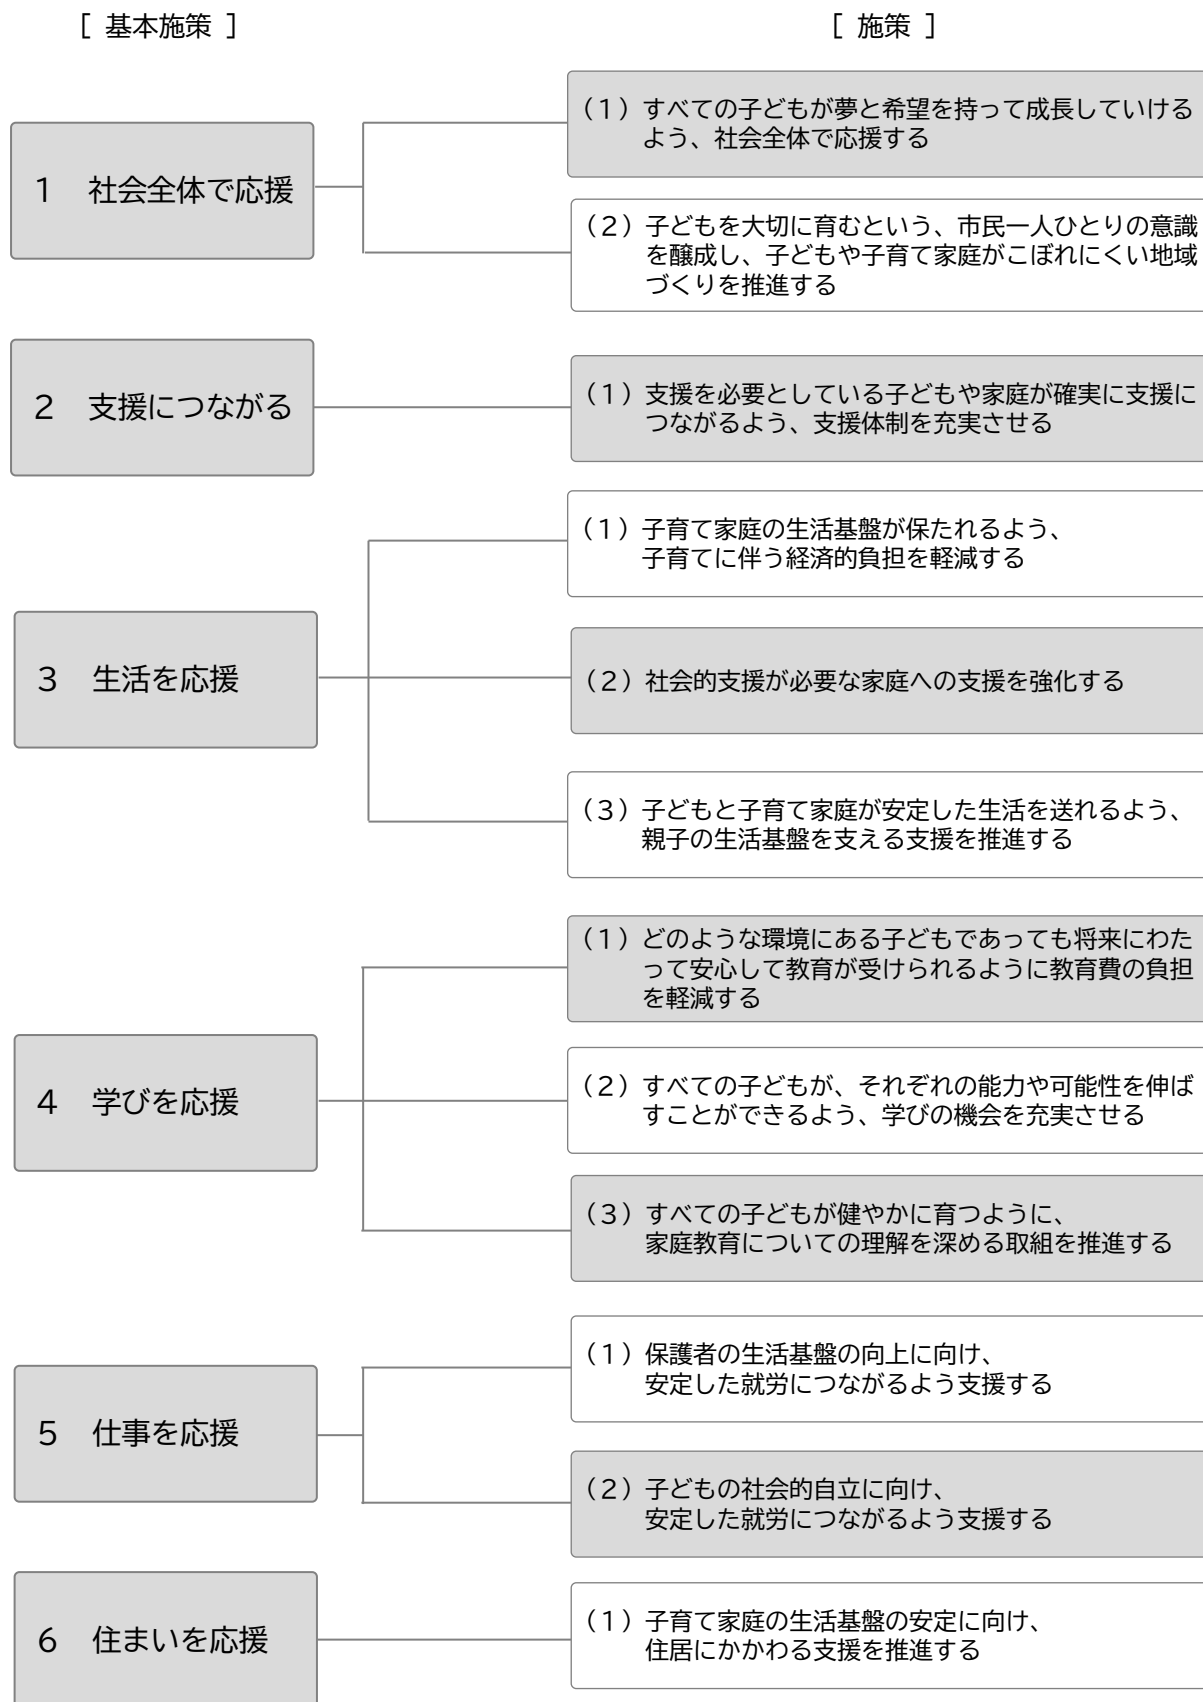 [ 基本施策 ]
[ 施策 ]
1 社会全体で応援
(1) すべての子どもが夢と希望を持って成長していける
よう、社会全体で応援する
(2) 子どもを大切に育むという、市民一人ひとりの意識
を醸成し、子どもや子育て家庭がこぼれにくい地域
づくりを推進する
2 支援につながる
(1) 支援を必要としている子どもや家庭が確実に支援に
つながるよう、支援体制を充実させる
3 生活を応援
(1) 子育て家庭の生活基盤が保たれるよう、
子育てに伴う経済的負担を軽減する
(2) 社会的支援が必要な家庭への支援を強化する
(3) 子どもと子育て家庭が安定した生活を送れるよう、
親子の生活基盤を支える支援を推進する
4 学びを応援
(1) どのような環境にある子どもであっても将来にわた
って安心して教育が受けられるように教育費の負担
を軽減する
(2) すべての子どもが、それぞれの能力や可能性を伸ば
すことができるよう、学びの機会を充実させる
(3) すべての子どもが健やかに育つように、
家庭教育についての理解を深める取組を推進する
5 仕事を応援
(1) 保護者の生活基盤の向上に向け、
安定した就労につながるよう支援する
(2) 子どもの社会的自立に向け、
安定した就労につながるよう支援する
6 住まいを応援
(1) 子育て家庭の生活基盤の安定に向け、
住居にかかわる支援を推進する